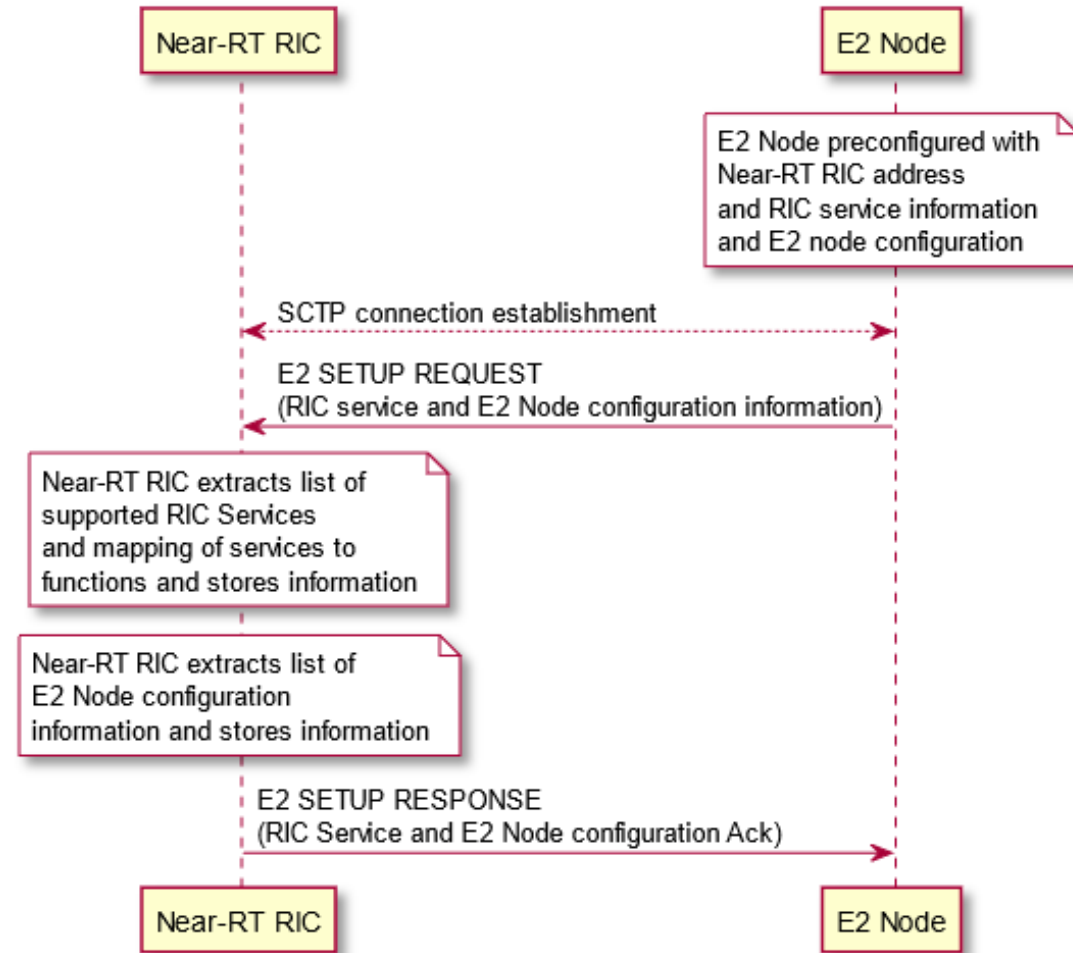 Near-RT RIC
E2 Node
E2 Node preconfigured with
Near-RT RIC address
and RIC service information
and E2 node configuration
SCTP connection establishment
E2 SETUP REQUEST
(RIC service and E2 Node configuration information)
Near-RT RIC extracts list of
supported RIC Services
and mapping of services to
functions and stores information
Near-RT RIC extracts list of
E2 Node configuration
information and stores information
E2 SETUP RESPONSE
(RIC Service and E2 Node configuration Ack)
Near-RT RIC
E2 Node